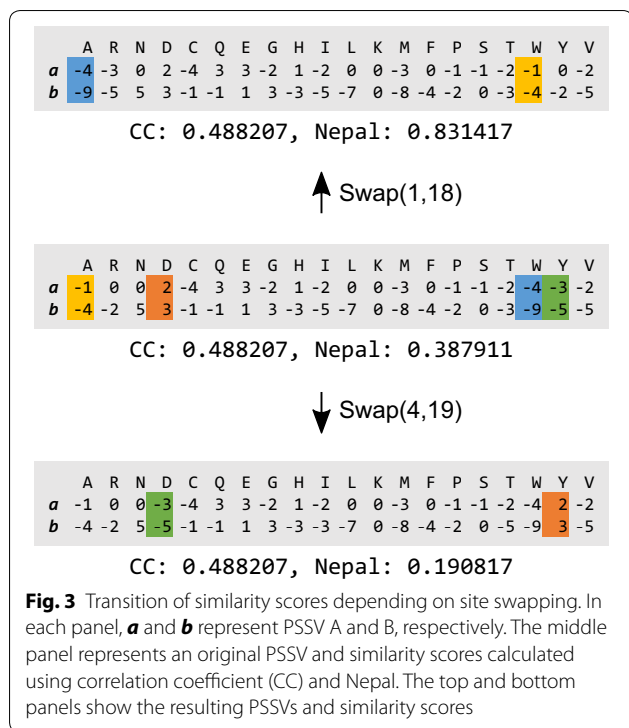 A R N D C Q E G H I L K M F P S T W Y V
a -4 -3 0 2 -4 3 3 -2 1 -2 0 0 -3 0 -1 -1 -2 -1 0 -2
b -9 -5 5 3 -1 -1 1 3 -3 -5 -7 0 -8 -4 -2 0 -3 -4 -2 -5
CC: 0.488207, Nepal: 0.831417
Swap(1,18)
A R N D C Q E G H I L K M F P S T W Y V
a -1 0 0 2 -4 3 3 -2 1 -2 0 0 -3 0 -1 -1 -2 -4 -3 -2
b -4 -2 5 3 -1 -1 1 3 -3 -5 -7 0 -8 -4 -2 0 -3 -9 -5 -5
CC: 0.488207, Nepal: 0.387911
Swap(4,19)
A R N D C Q E G H I L K M F P S T W Y V
a -1 0 0 -3 -4 3 3 -2 1 -2 0 0 -3 0 -1 -1 -2 -4 2 -2
b -4 -2 5 -5 -1 -1 1 3 -3 -3 -7 0 -8 -4 -2 0 -5 -9 3 -5
CC: 0.488207, Nepal: 0.190817
Fig. 3 Transition of similarity scores depending on site swapping. In
each panel, a and b represent PSSV A and B, respectively. The middle
panel represents an original PSSV and similarity scores calculated
using correlation coefficient (CC) and Nepal. The top and bottom
panels show the resulting PSSVs and similarity scores